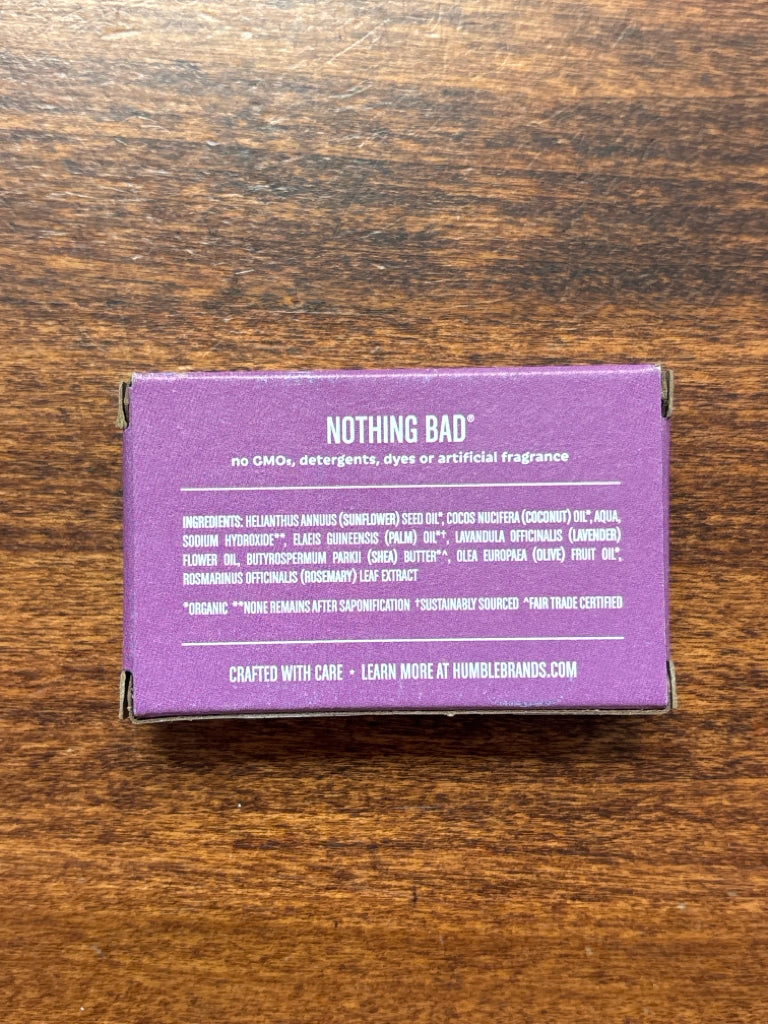 NOTHING BAD®
no GMOs, detergents, dyes or artificial fragrance
INGREDIENTS: HELIANTHUS ANNUUS (SUNFLOWER) SEED OIL*, COCOS NUCIFERA (COCONUT) OIL*, AQUA,
SODIUM HYDROXIDE**, ELAEIS GUINEENSIS (PALM) OIL*†, LAVANDULA OFFICINALIS (LAVENDER)
FLOWER OIL, BUTYROSPERMUM PARKII (SHEA) BUTTER*^, OLEA EUROPAEA (OLIVE) FRUIT OIL*,
ROSMARINUS OFFICINALIS (ROSEMARY) LEAF EXTRACT
*ORGANIC **NONE REMAINS AFTER SAPONIFICATION †SUSTAINABLY SOURCED ^FAIR TRADE CERTIFIED
CRAFTED WITH CARE • LEARN MORE AT HUMBLEBRANDS.COM